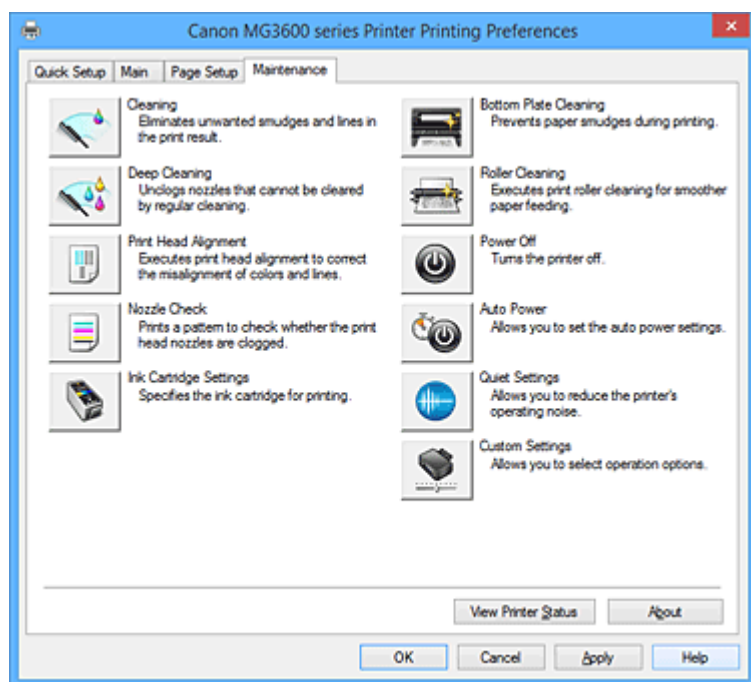 Canon MG3600 series Printer Printing Preferences
Quick Setup Main Page Setup Maintenance
Cleaning
Eliminates unwanted smudges and lines in
the print result.
Deep Cleaning
Unclogs nozzles that cannot be cleared
by regular cleaning.
Print Head Alignment
Executes print head alignment to correct
the misalignment of colors and lines.
Nozzle Check
Prints a pattern to check whether the print
head nozzles are clogged.
Ink Cartridge Settings
Specifies the ink cartridge for printing.
Bottom Plate Cleaning
Prevents paper smudges during printing.
Roller Cleaning
Executes print roller cleaning for smoother
paper feeding.
Power Off
Turns the printer off.
Auto Power
Allows you to set the auto power settings.
Quiet Settings
Allows you to reduce the printer's
operating noise.
Custom Settings
Allows you to select operation options.
View Printer Status About
OK Cancel Apply Help